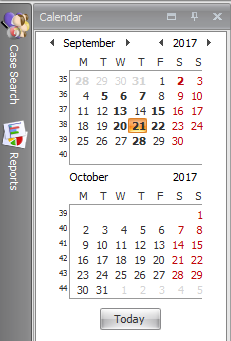 Calendar
Case Search
Reports
September 2017
M T W T F S S
35 28 29 30 31 1 2 3
36 4 5 6 7 8 9 10
37 11 12 13 14 15 16 17
38 18 19 20 21 22 23 24
39 25 26 27 28 29 30
40
October 2017
M T W T F S S
39 1
40 2 3 4 5 6 7 8
41 9 10 11 12 13 14 15
42 16 17 18 19 20 21 22
43 23 24 25 26 27 28 29
44 30 31 1 2 3 4 5
Today